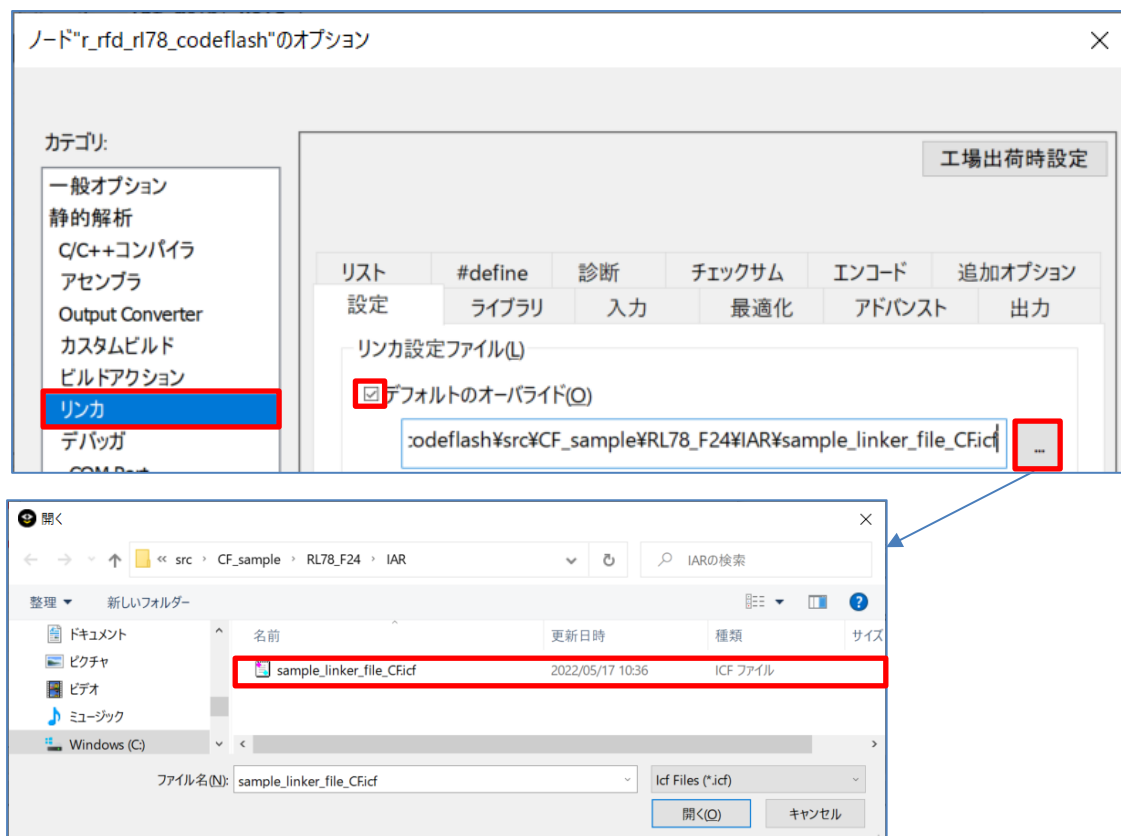 ノード"r_rfd_rl78_codeflash"のオプション
カテゴリ:
一般オプション
静的解析
C/C++コンパイラ
アセンブラ
Output Converter
カスタムビルド
ビルドアクション
リンカ
デバッガ
COM Port
工場出荷時設定
リスト #define 診断 チェックサム エンコード 追加オプション
設定 ライブラリ 入力 最適化 アドバンスト 出力
リンカ設定ファイル(L)
デフォルトのオーバライド(O)
codeflash¥src¥CF_sample¥RL78_F24¥IAR¥sample_linker_file_CF.icf
...
開く
« src › CF_sample › RL78_F24 › IAR
IARの検索
整理 新しいフォルダー
ドキュメント
ピクチャ
ビデオ
ミュージック
Windows (C:)
名前 更新日時 種類 サイズ
sample_linker_file_CF.icf 2022/05/17 10:36 ICF ファイル
ファイル名(N): sample_linker_file_CF.icf
Icf Files (*.icf)
開く(O) キャンセル